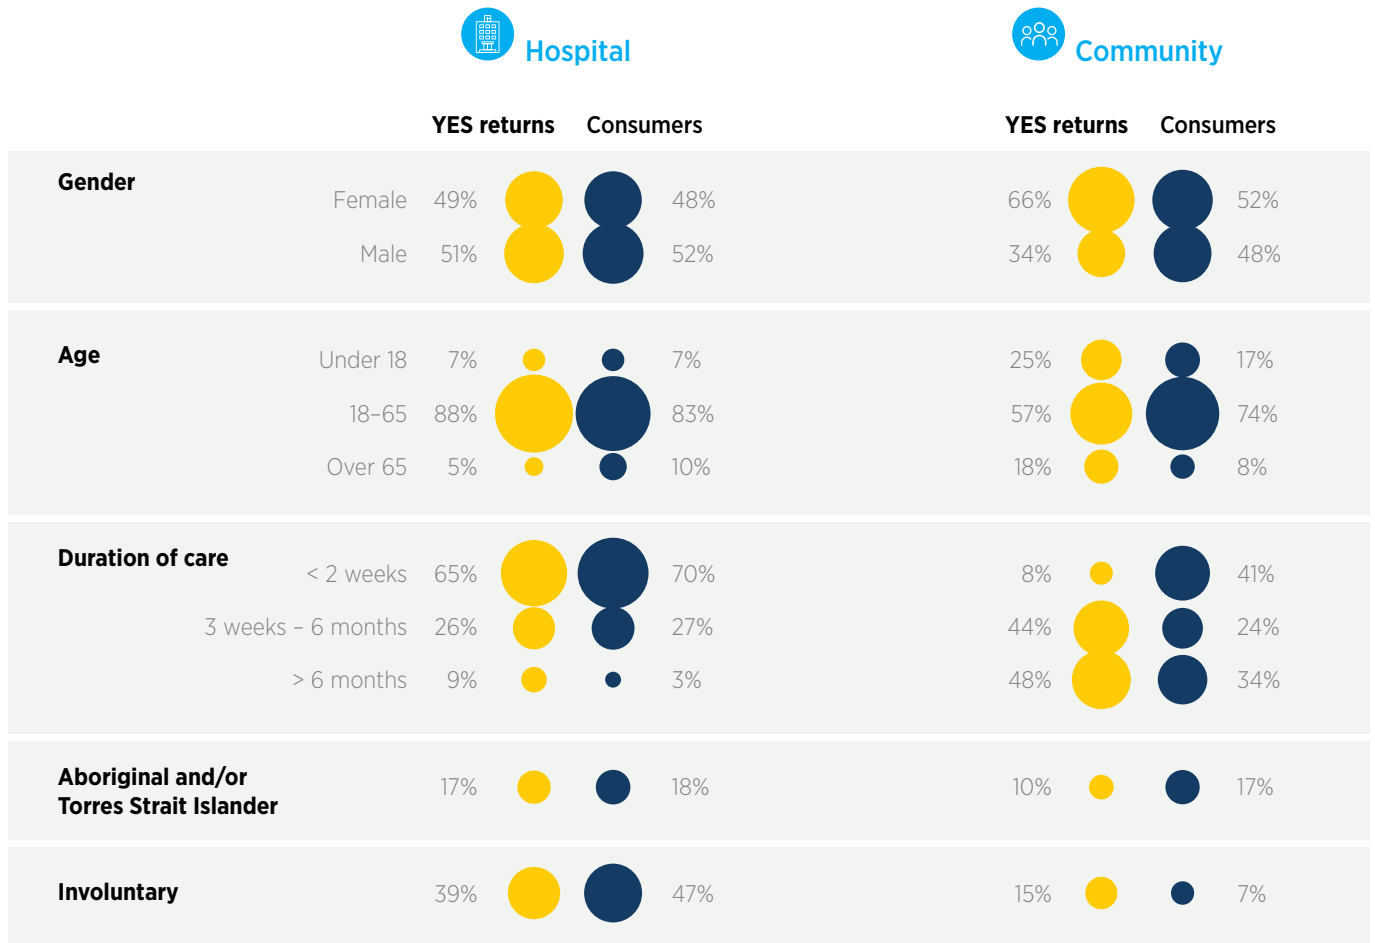 Hospital Community
YES returns Consumers YES returns Consumers
Gender
Female 49% 48% 66% 52%
Male 51% 52% 34% 48%
Age
Under 18 7% 7% 25% 17%
18–65 88% 83% 57% 74%
Over 65 5% 10% 18% 8%
Duration of care
< 2 weeks 65% 70% 8% 41%
3 weeks – 6 months 26% 27% 44% 24%
> 6 months 9% 3% 48% 34%
Aboriginal and/or
Torres Strait Islander
17% 18% 10% 17%
Involuntary 39% 47% 15% 7%